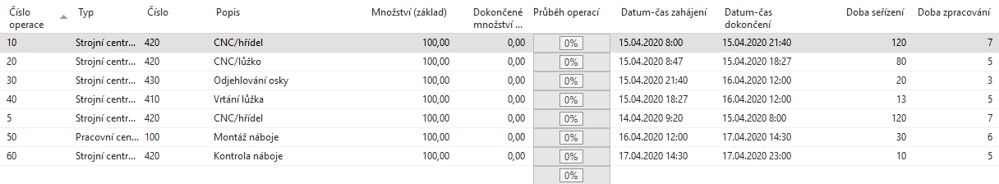 Číslo operace Typ Číslo Popis Množství (základ) Dokončené množství ... Průběh operací Datum-čas zahájení Datum-čas dokončení Doba seřízení Doba zpracování
10 Strojní centr... 420 CNC/hřídel 100,00 0,00 0% 15.04.2020 8:00 15.04.2020 21:40 120 7
20 Strojní centr... 420 CNC/lůžko 100,00 0,00 0% 15.04.2020 8:47 15.04.2020 18:27 80 5
30 Strojní centr... 430 Odjehlování osky 100,00 0,00 0% 15.04.2020 21:40 16.04.2020 12:00 20 3
40 Strojní centr... 410 Vrtání lůžka 100,00 0,00 0% 15.04.2020 18:27 16.04.2020 12:00 13 5
5 Strojní centr... 420 CNC/hřídel 100,00 0,00 0% 14.04.2020 9:20 15.04.2020 8:00 120 7
50 Pracovní cen... 100 Montáž náboje 100,00 0,00 0% 16.04.2020 12:00 17.04.2020 14:30 30 6
60 Strojní centr... 420 Kontrola náboje 100,00 0,00 0% 17.04.2020 14:30 17.04.2020 23:00 10 5
0%